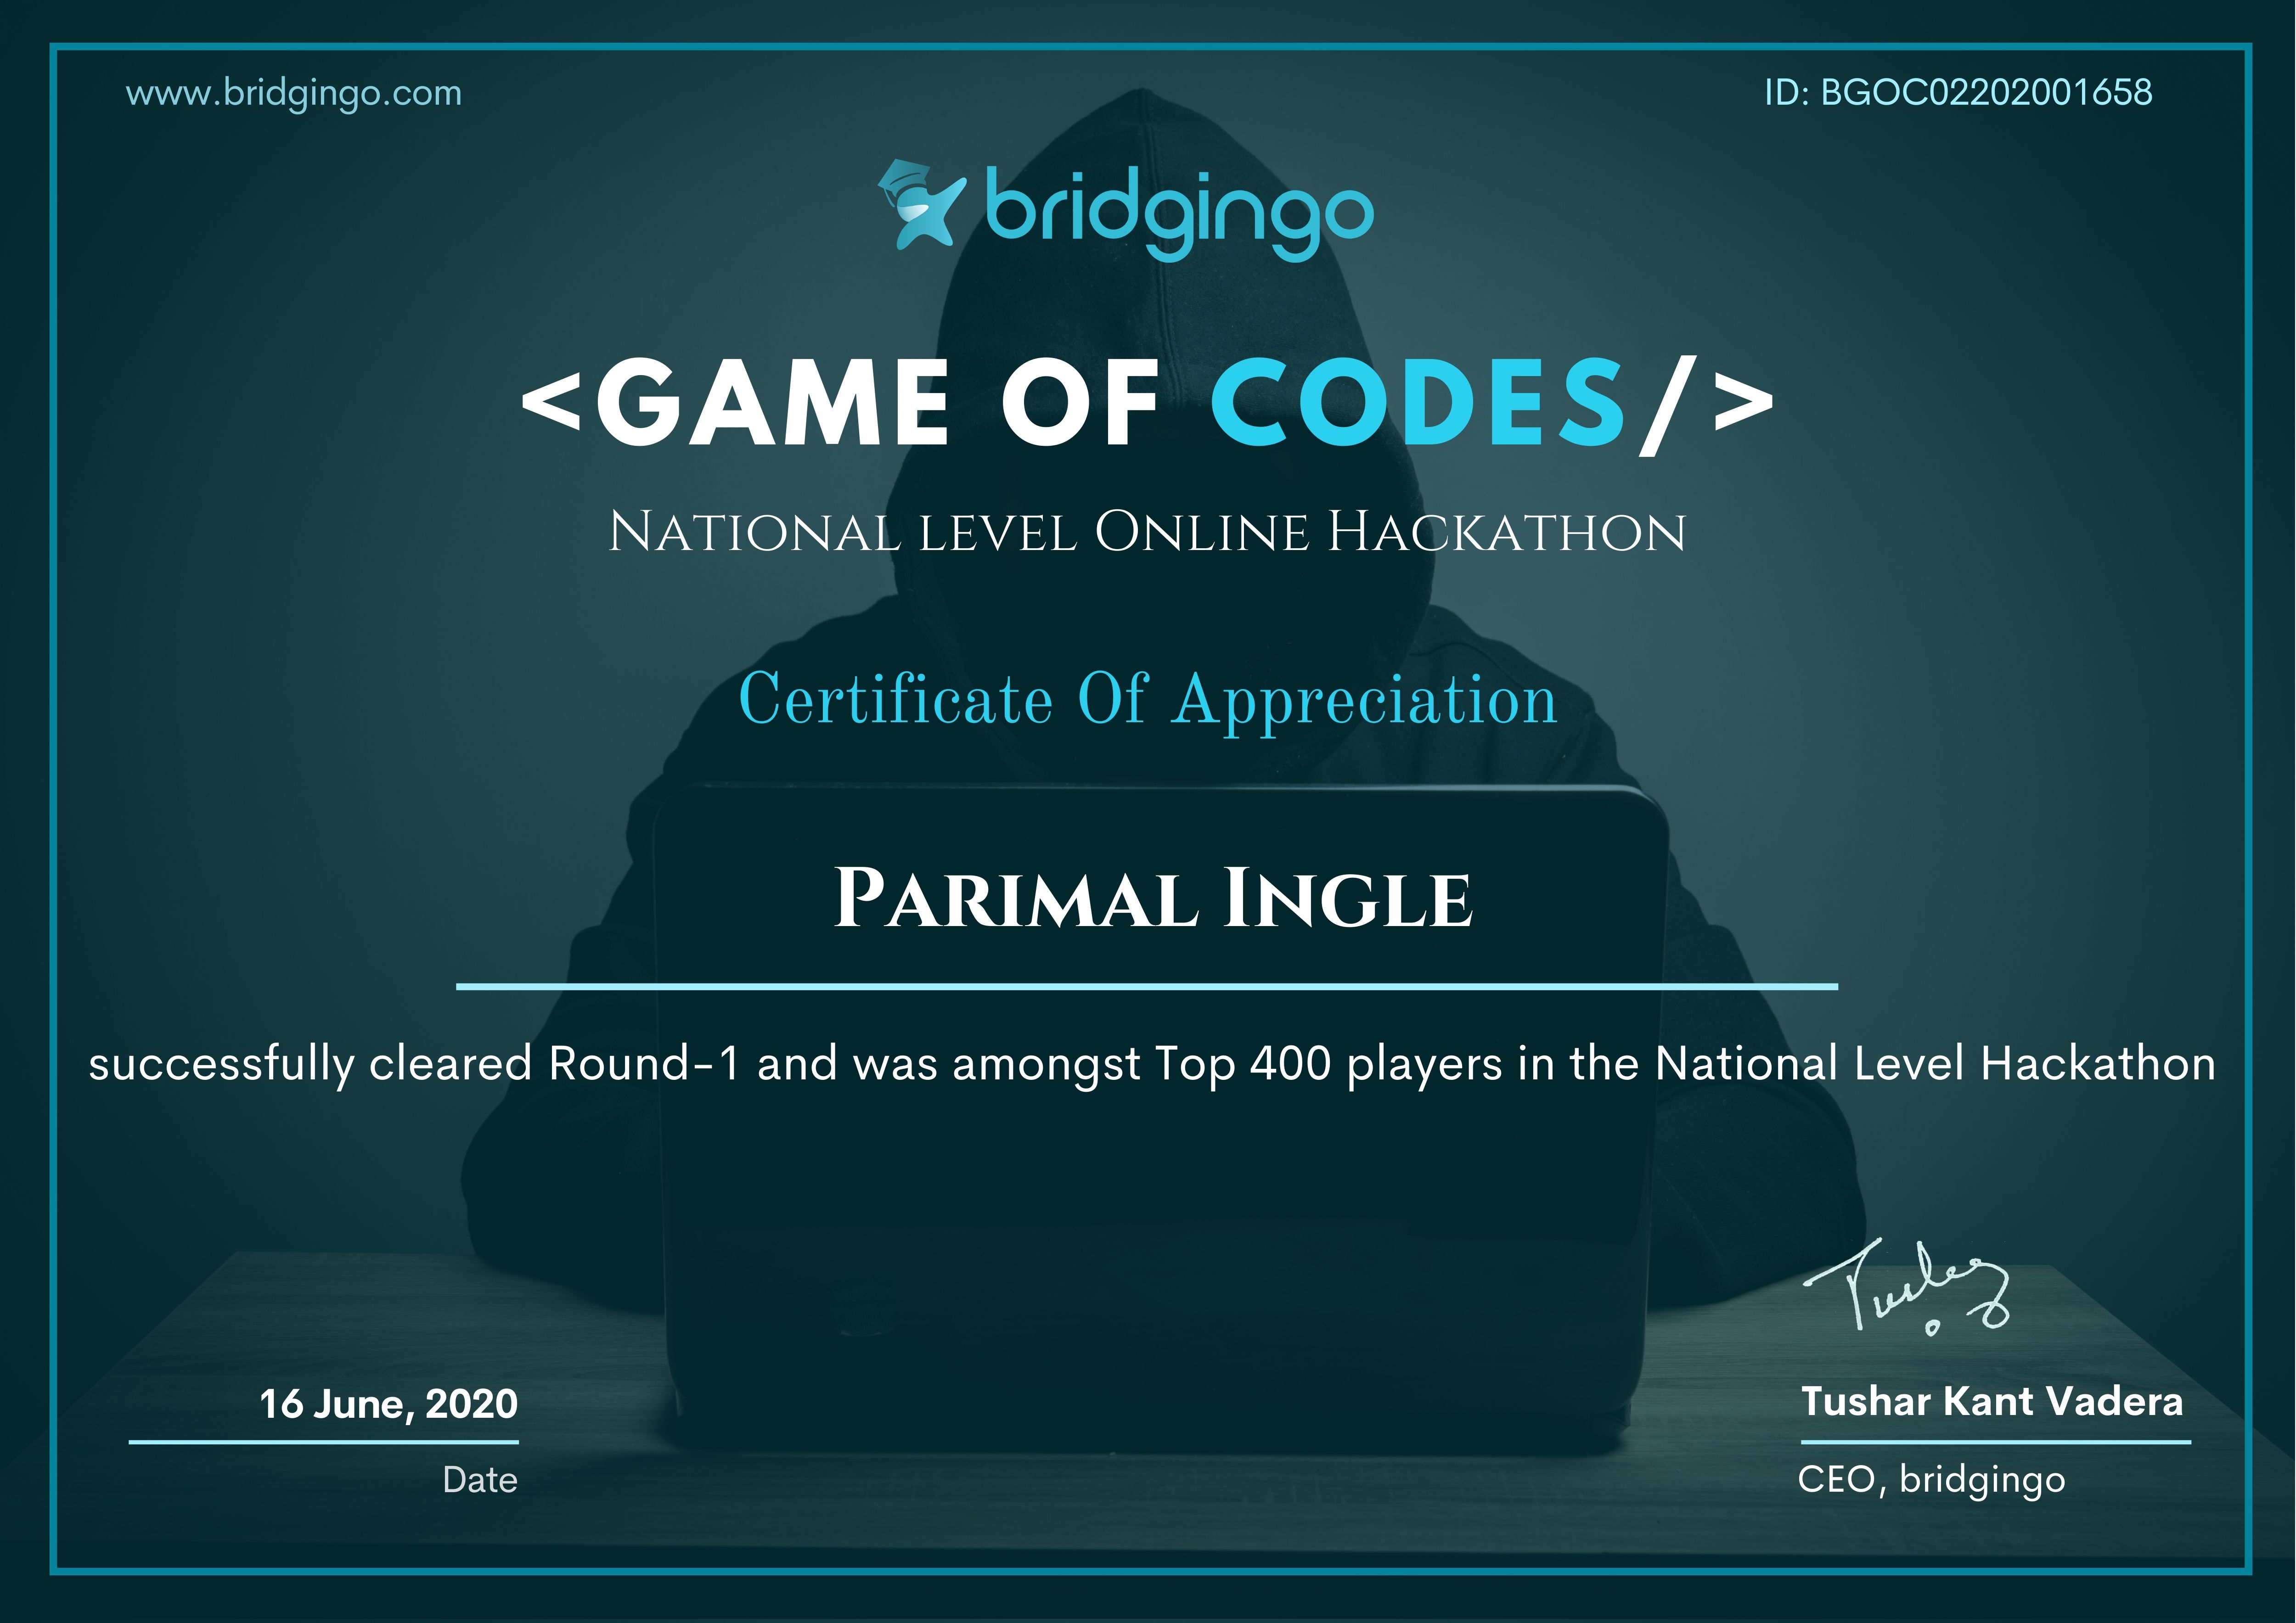 www.bridgingo.com
ID: BGOC02202001658
bridgingo
<GAME OF CODES/>
National level Online Hackathon
Certificate Of Appreciation
Parimal Ingle
successfully cleared Round-1 and was amongst Top 400 players in the National Level Hackathon
Tushar
16 June, 2020
Tushar Kant Vadera
Date
CEO, bridgingo